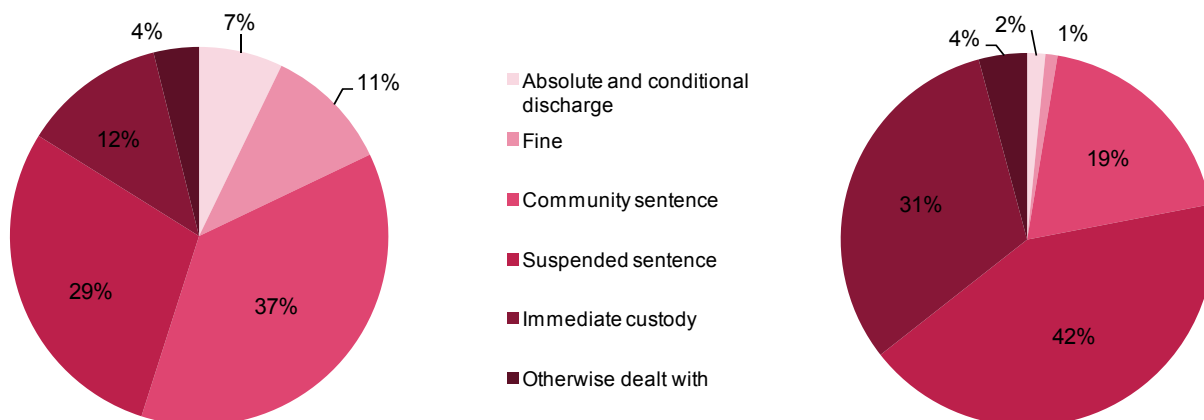 4%
7%
11%
12%
29%
37%
Absolute and conditional
discharge
Fine
Community sentence
Suspended sentence
Immediate custody
Otherwise dealt with
4%
2%
1%
19%
31%
42%